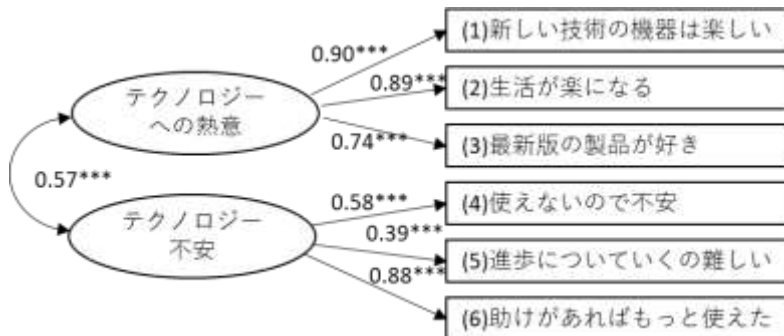 (1)新しい技術の機器は楽しい
0.90***
0.89***
(2)生活が楽になる
テクノロジー
への熱意
0.74***
(3)最新版の製品が好き
0.57***
0.58***
(4)使えないので不安
テクノロジー
不安
0.39***
(5)進歩についていくの難しい
0.88***
(6)助けがあればもっと使えた